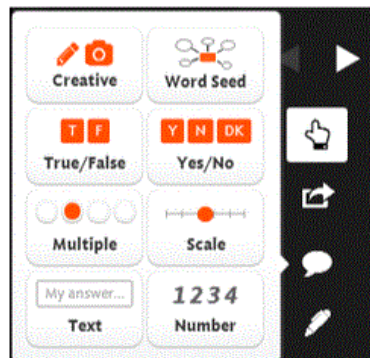 Creative
Word Seed
T F
True/False
Y N DK
Yes/No
Multiple
Scale
My answer...
Text
1234
Number